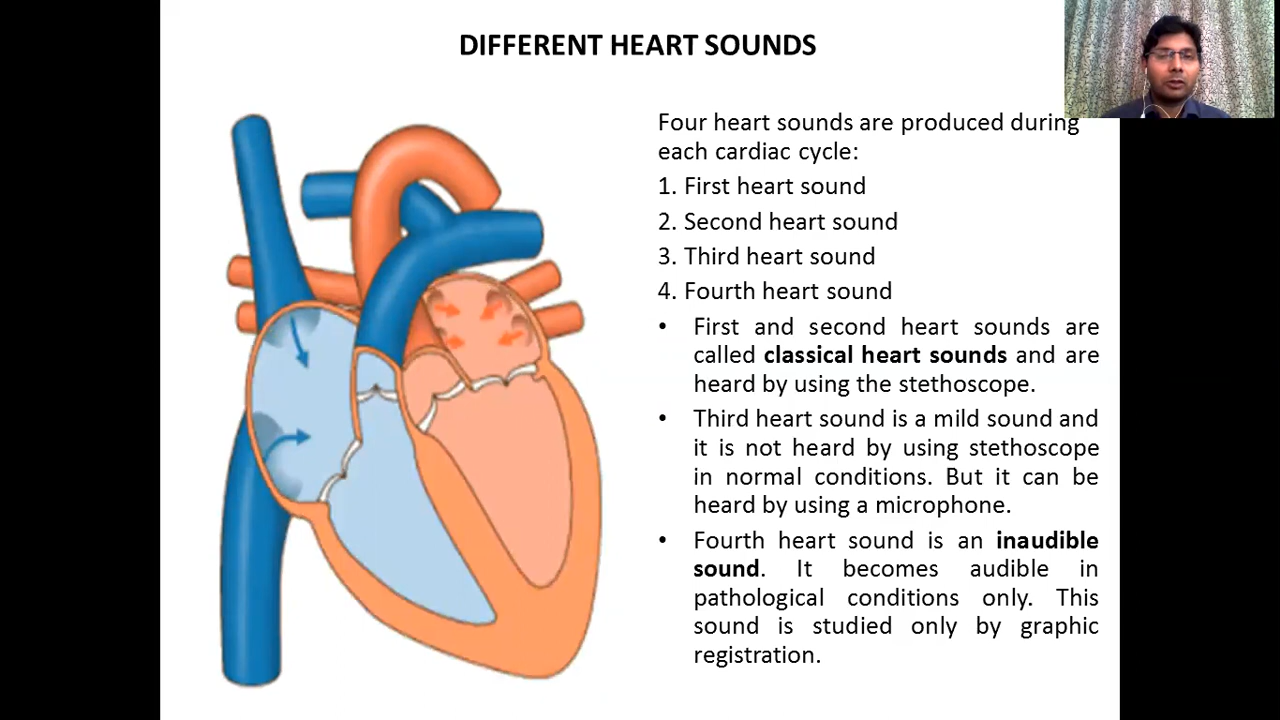 DIFFERENT HEART SOUNDS
Four heart sounds are produced during
each cardiac cycle:
1. First heart sound
2. Second heart sound
3. Third heart sound
4. Fourth heart sound
• First and second heart sounds are
called classical heart sounds and are
heard by using the stethoscope.
• Third heart sound is a mild sound and
it is not heard by using stethoscope
in normal conditions. But it can be
heard by using a microphone.
• Fourth heart sound is an inaudible
sound. It becomes audible in
pathological conditions only. This
sound is studied only by graphic
registration.